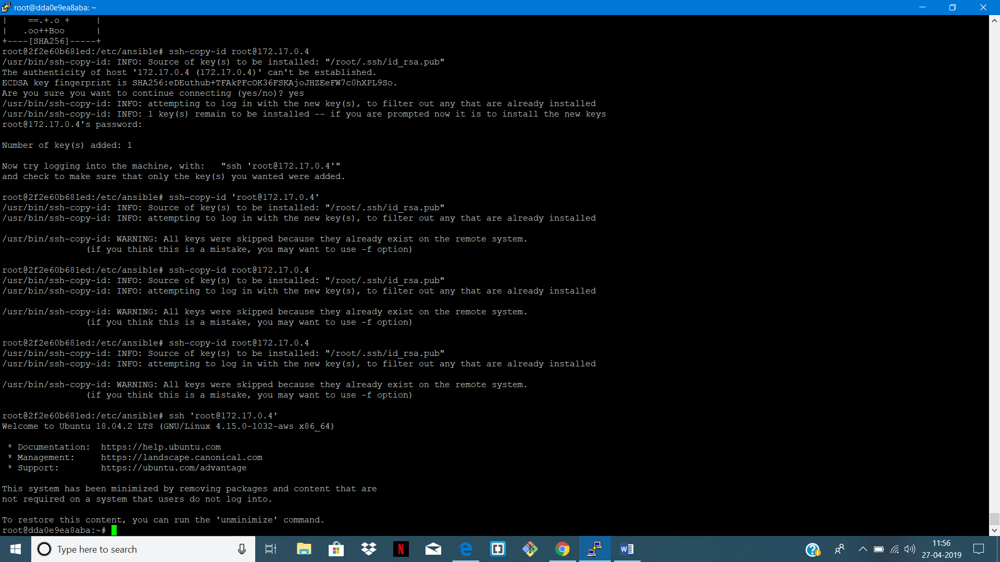 root@dda0e9ea8aba: ~
|    ==.+.o +     |
|   .oo++Boo      |
+----[SHA256]-----+
root@2f2e60b681ed:/etc/ansible# ssh-copy-id root@172.17.0.4
/usr/bin/ssh-copy-id: INFO: Source of key(s) to be installed: "/root/.ssh/id_rsa.pub"
The authenticity of host '172.17.0.4 (172.17.0.4)' can't be established.
ECDSA key fingerprint is SHA256:eDEuthub+TFAkPFcOK36FSKAjoJHZEeFW7c0hXPL9So.
Are you sure you want to continue connecting (yes/no)? yes
/usr/bin/ssh-copy-id: INFO: attempting to log in with the new key(s), to filter out any that are already installed
/usr/bin/ssh-copy-id: INFO: 1 key(s) remain to be installed -- if you are prompted now it is to install the new keys
root@172.17.0.4's password:
Number of key(s) added: 1
Now try logging into the machine, with:   "ssh 'root@172.17.0.4'"
and check to make sure that only the key(s) you wanted were added.
root@2f2e60b681ed:/etc/ansible# ssh-copy-id 'root@172.17.0.4'
/usr/bin/ssh-copy-id: INFO: Source of key(s) to be installed: "/root/.ssh/id_rsa.pub"
/usr/bin/ssh-copy-id: INFO: attempting to log in with the new key(s), to filter out any that are already installed
/usr/bin/ssh-copy-id: WARNING: All keys were skipped because they already exist on the remote system.
(if you think this is a mistake, you may want to use -f option)
root@2f2e60b681ed:/etc/ansible# ssh-copy-id root@172.17.0.4
/usr/bin/ssh-copy-id: INFO: Source of key(s) to be installed: "/root/.ssh/id_rsa.pub"
/usr/bin/ssh-copy-id: INFO: attempting to log in with the new key(s), to filter out any that are already installed
/usr/bin/ssh-copy-id: WARNING: All keys were skipped because they already exist on the remote system.
(if you think this is a mistake, you may want to use -f option)
root@2f2e60b681ed:/etc/ansible# ssh-copy-id root@172.17.0.4
/usr/bin/ssh-copy-id: INFO: Source of key(s) to be installed: "/root/.ssh/id_rsa.pub"
/usr/bin/ssh-copy-id: INFO: attempting to log in with the new key(s), to filter out any that are already installed
/usr/bin/ssh-copy-id: WARNING: All keys were skipped because they already exist on the remote system.
(if you think this is a mistake, you may want to use -f option)
root@2f2e60b681ed:/etc/ansible# ssh 'root@172.17.0.4'
Welcome to Ubuntu 18.04.2 LTS (GNU/Linux 4.15.0-1032-aws x86_64)
* Documentation:  https://help.ubuntu.com
* Management:     https://landscape.canonical.com
* Support:        https://ubuntu.com/advantage
This system has been minimized by removing packages and content that are
not required on a system that users do not log into.
To restore this content, you can run the 'unminimize' command.
root@dda0e9ea8aba:~#
Type here to search
11:56
27-04-2019